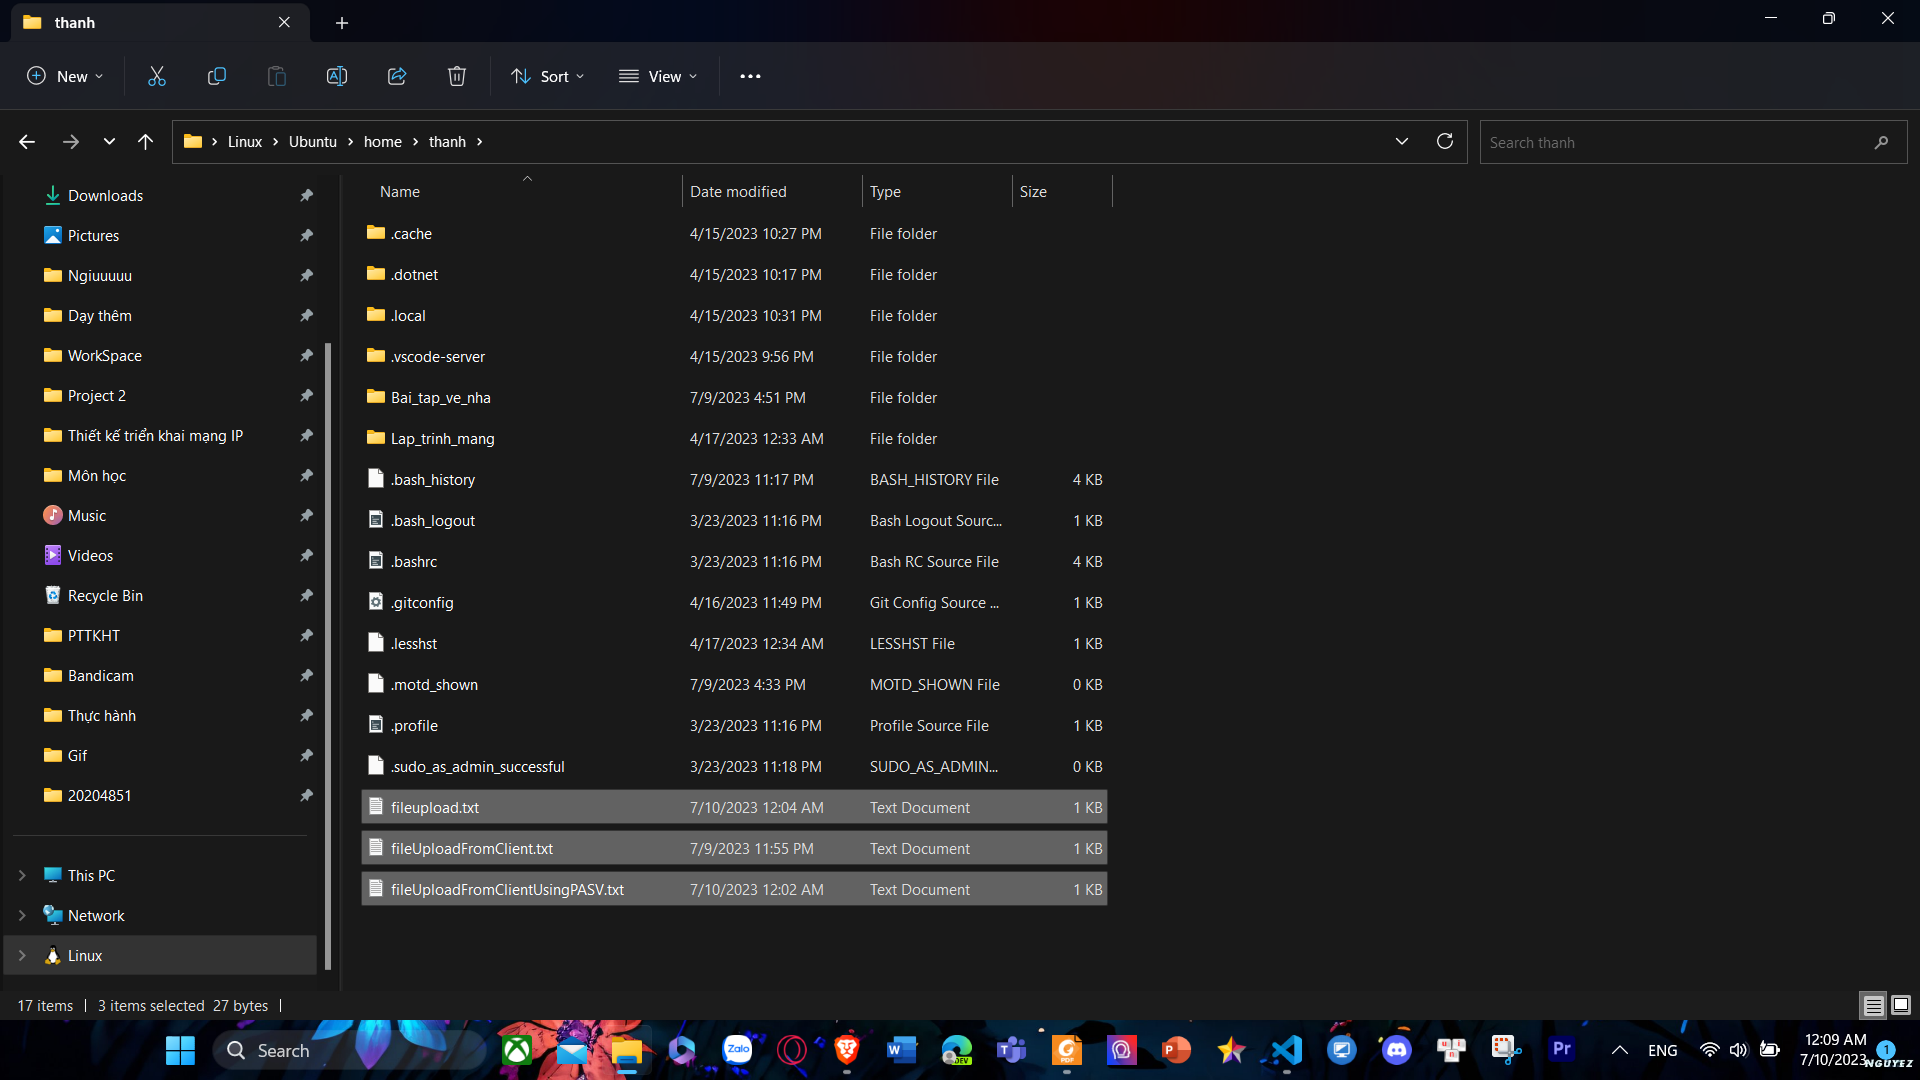 thanh
New
Sort
View
Linux
Ubuntu
home
thanh
Search thanh
Name
Date modified
Type
Size
Downloads
Pictures
Ngiuuuuu
Dạy thêm
WorkSpace
Project 2
Thiết kế triển khai mạng IP
Môn học
Music
Videos
Recycle Bin
PTTKHT
Bandicam
Thực hành
Gif
20204851
This PC
Network
Linux
.cache 4/15/2023 10:27 PM File folder
.dotnet 4/15/2023 10:17 PM File folder
.local 4/15/2023 10:31 PM File folder
.vscode-server 4/15/2023 9:56 PM File folder
Bai_tap_ve_nha 7/9/2023 4:51 PM File folder
Lap_trinh_mang 4/17/2023 12:33 AM File folder
.bash_history 7/9/2023 11:17 PM BASH_HISTORY File 4 KB
.bash_logout 3/23/2023 11:16 PM Bash Logout Sourc... 1 KB
.bashrc 3/23/2023 11:16 PM Bash RC Source File 4 KB
.gitconfig 4/16/2023 11:49 PM Git Config Source ... 1 KB
.lesshst 4/17/2023 12:34 AM LESSHST File 1 KB
.motd_shown 7/9/2023 4:33 PM MOTD_SHOWN File 0 KB
.profile 3/23/2023 11:16 PM Profile Source File 1 KB
.sudo_as_admin_successful 3/23/2023 11:18 PM SUDO_AS_ADMIN... 0 KB
fileupload.txt 7/10/2023 12:04 AM Text Document 1 KB
fileUploadFromClient.txt 7/9/2023 11:55 PM Text Document 1 KB
fileUploadFromClientUsingPASV.txt 7/10/2023 12:02 AM Text Document 1 KB
17 items 3 items selected 27 bytes
Search
Zalo
W
DEV
T
PDF
P
Pr
ENG
12:09 AM
7/10/2023
1
NGUYEZ